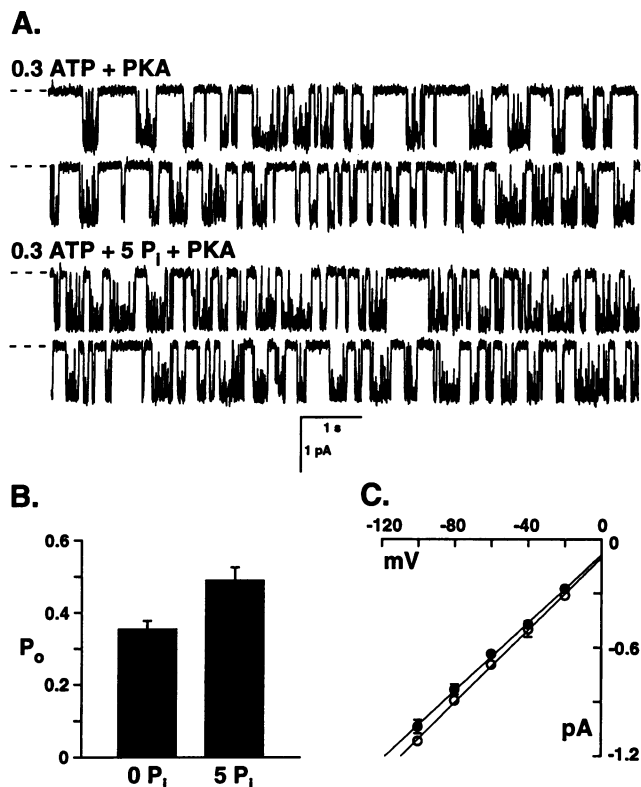 A.
0.3 ATP + PKA
0.3 ATP + 5 Pi + PKA
1 s
1 pA
B.
0.6
0.4
Po
0.2
0
0 Pi
5 Pi
C.
-120 -80 -40 0
mV
0
-0.6
pA
-1.2